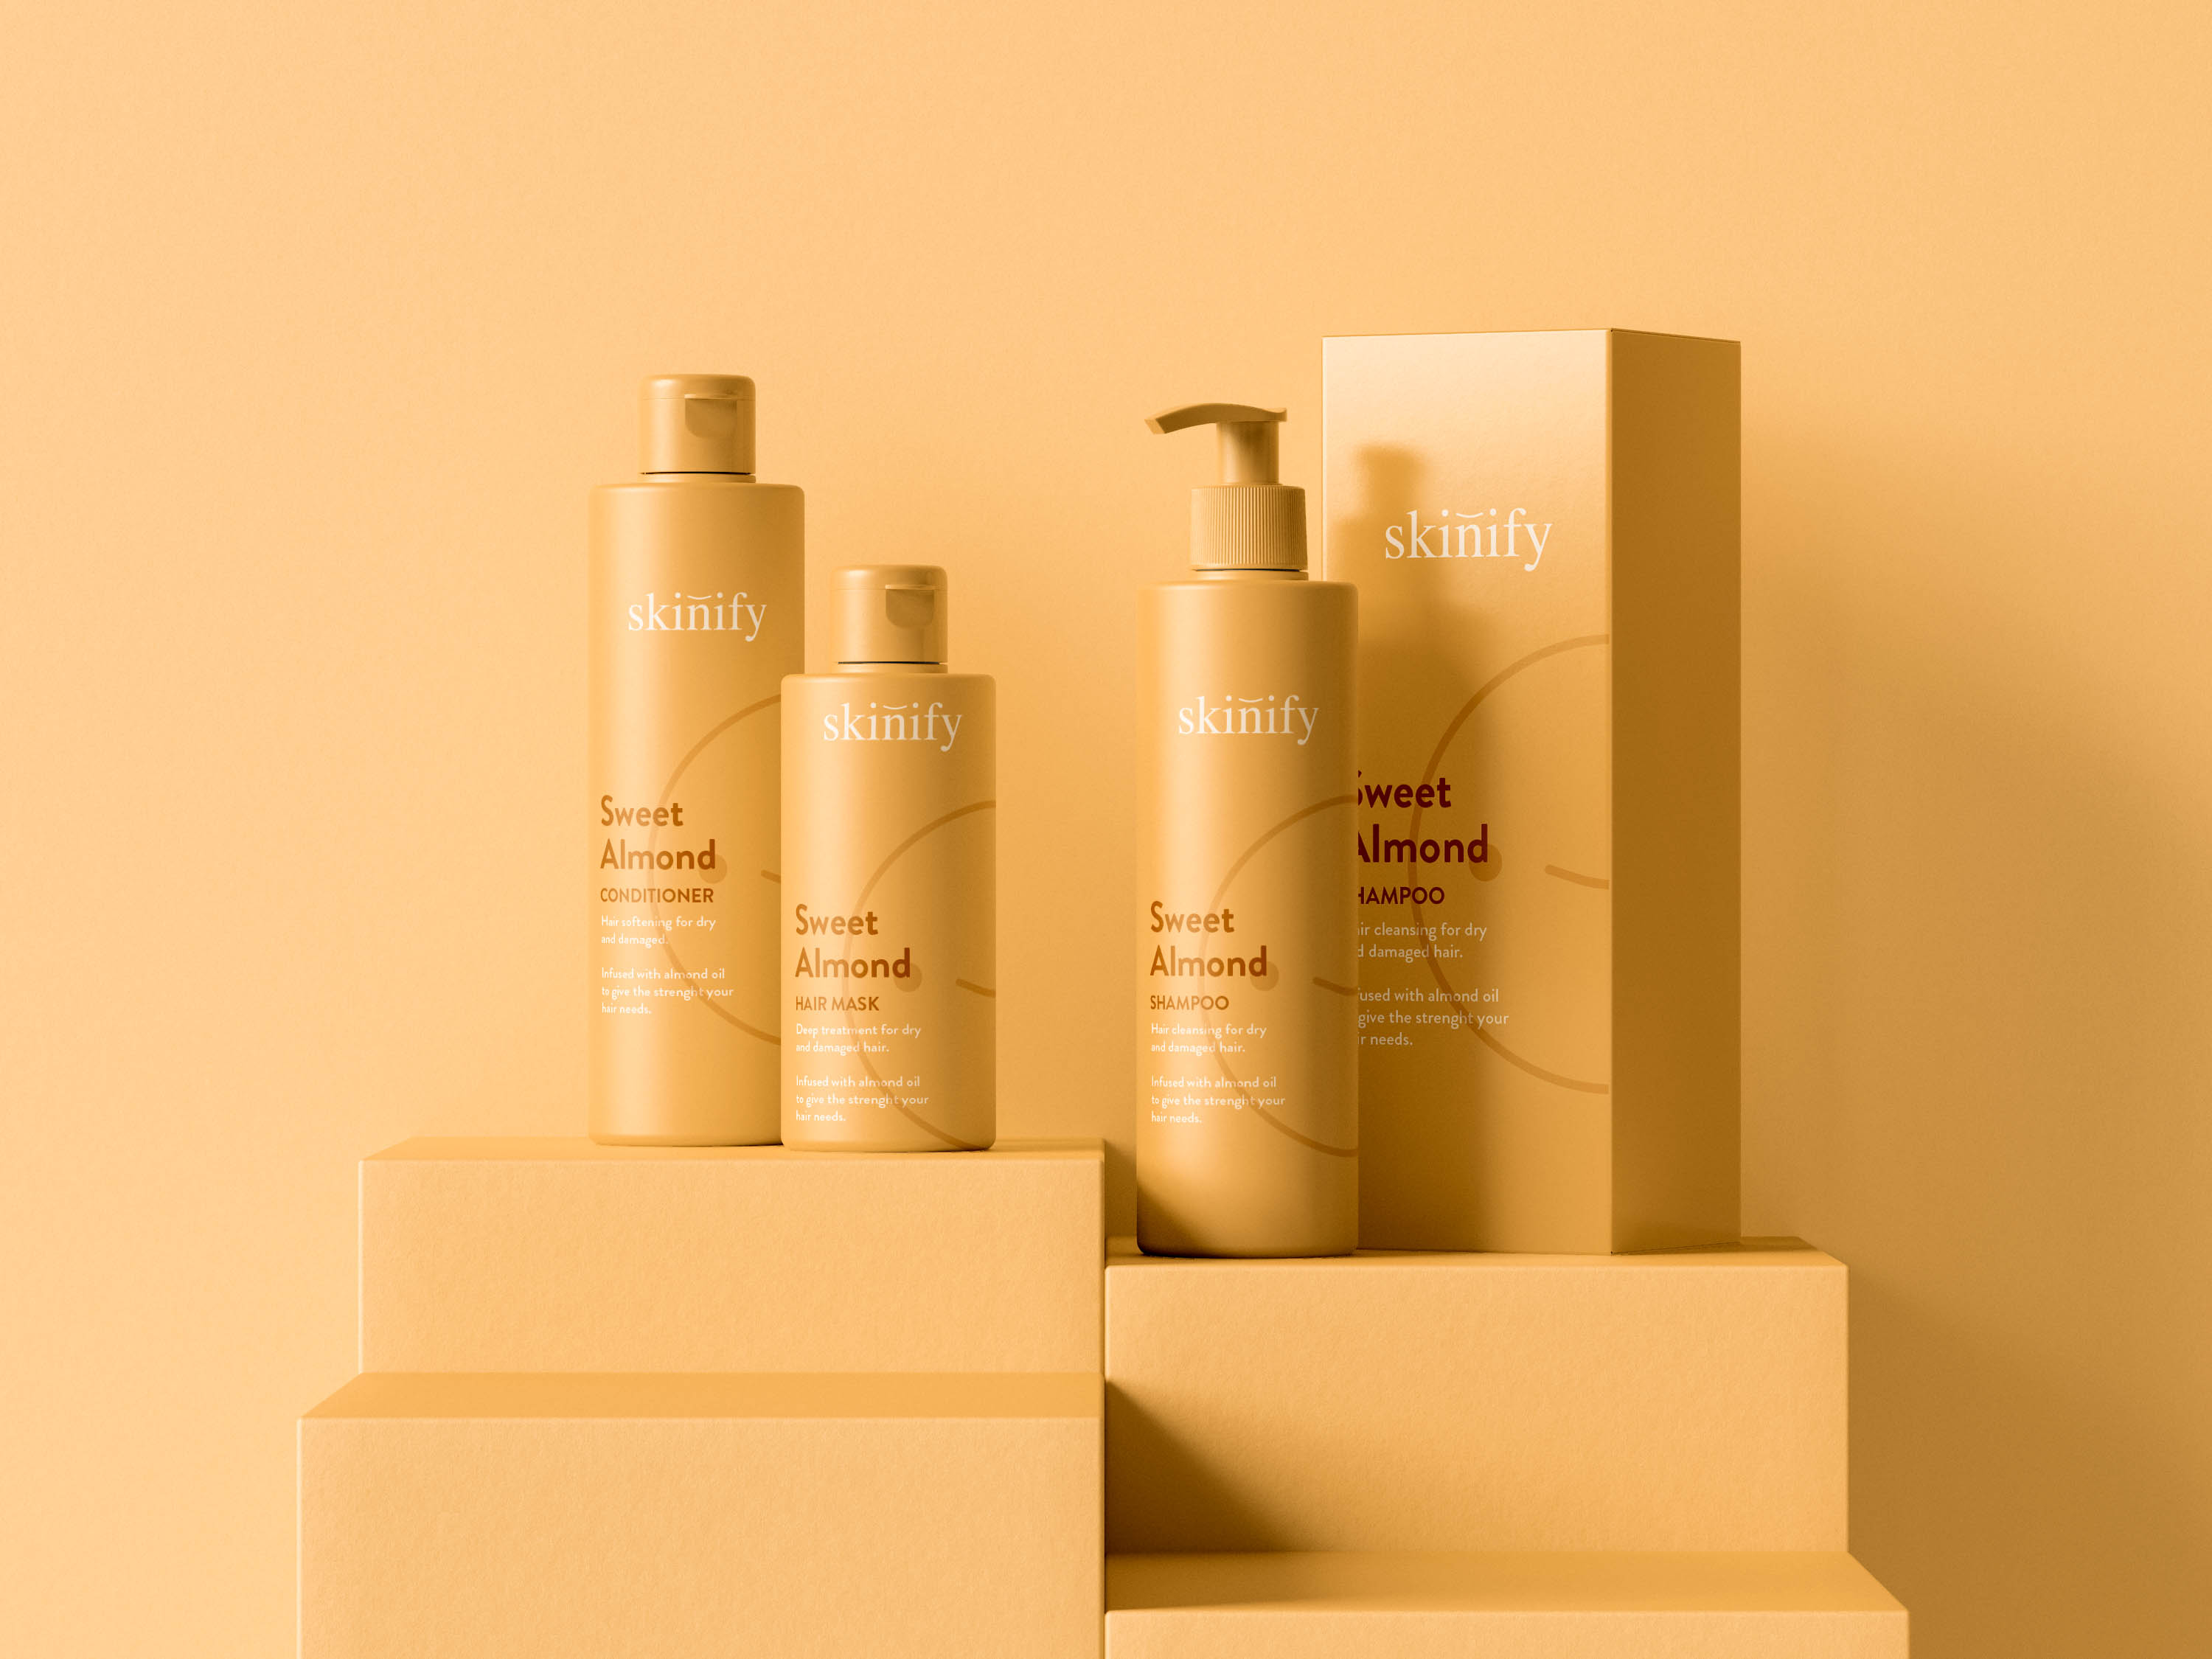 skinify
Sweet
Almond
CONDITIONER
Hair softening for dry
and damaged.
Infused with almond oil
to give the strenght your
hair needs.
skinify
Sweet
Almond
HAIR MASK
Deep treatment for dry
and damaged hair.
Infused with almond oil
to give the strenght your
hair needs.
skinify
Sweet
Almond
SHAMPOO
Hair cleansing for dry
and damaged hair.
Infused with almond oil
to give the strenght your
hair needs.
skinify
Sweet
Almond
HAMPOO
ir cleansing for dry
d damaged hair.
fused with almond oil
give the strenght your
ir needs.